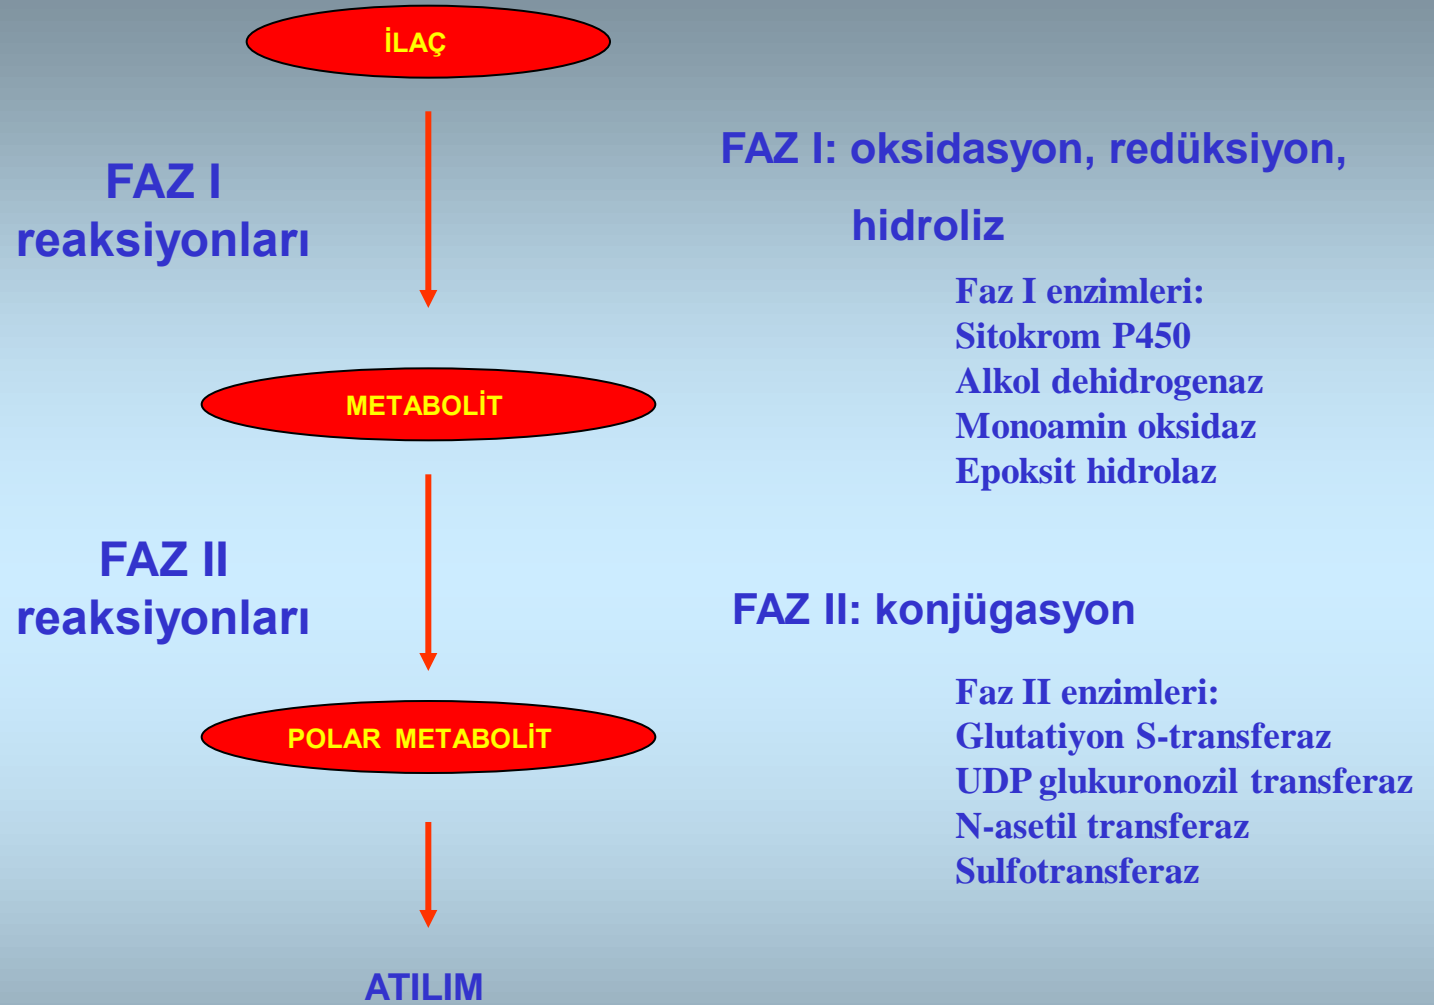 İLAÇ
FAZ I
reaksiyonları
FAZ I: oksidasyon, redüksiyon,
hidroliz
Faz I enzimleri:
Sitokrom P450
Alkol dehidrogenaz
Monoamin oksidaz
Epoksit hidrolaz
METABOLİT
FAZ II
reaksiyonları
FAZ II: konjügasyon
Faz II enzimleri:
Glutatiyon S-transferaz
UDP glukuronozil transferaz
N-asetil transferaz
Sulfotransferaz
POLAR METABOLİT
ATILIM